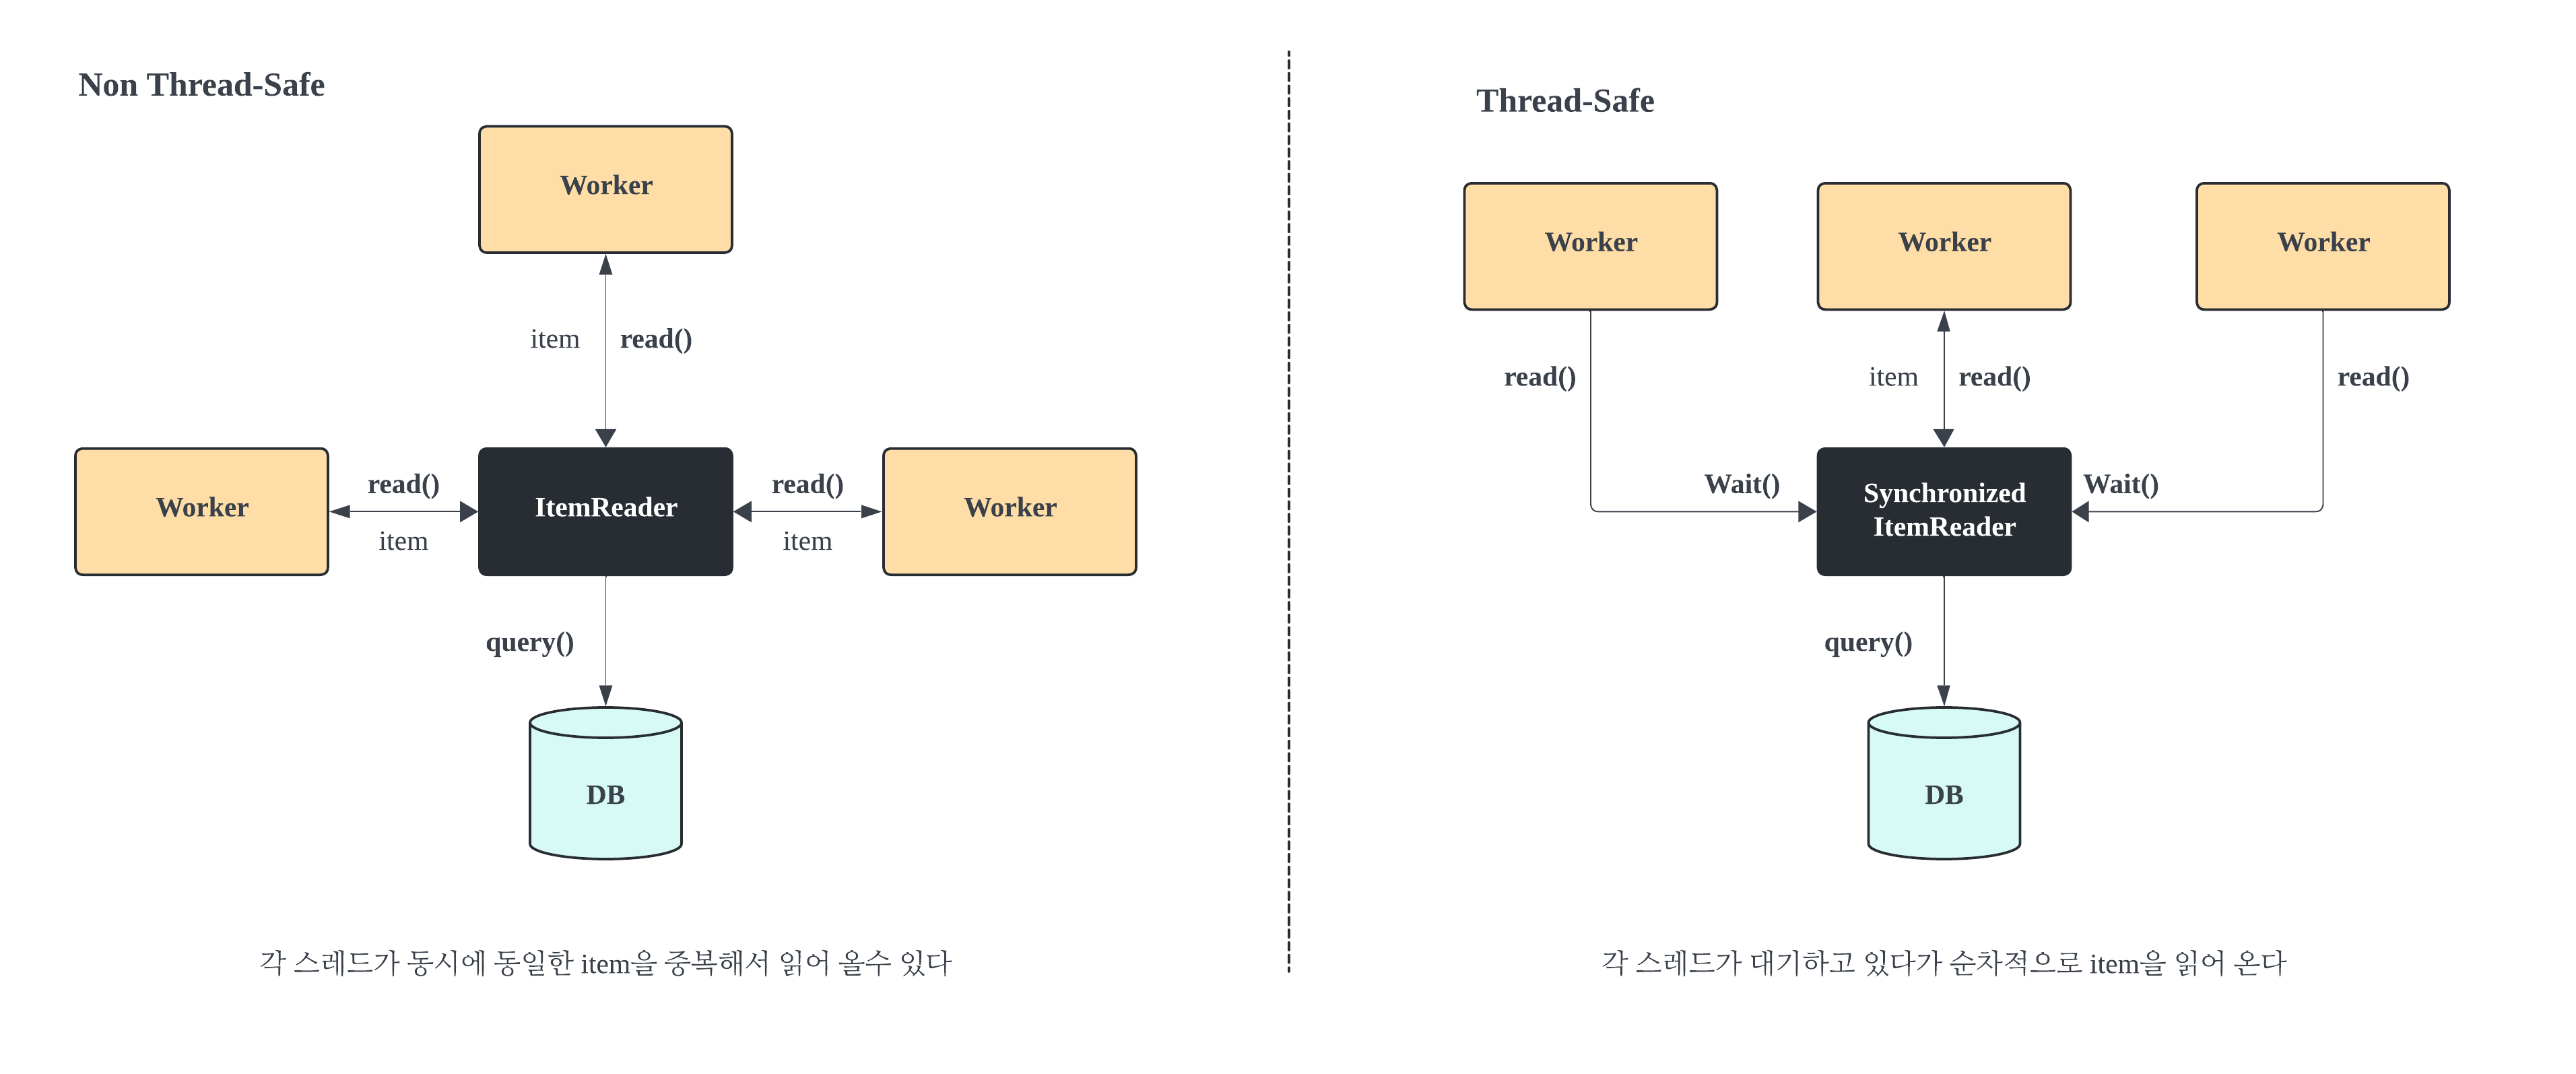 Non Thread-Safe
Worker
item read()
Worker
read()
item
ItemReader
read()
item
Worker
query()
DB
각 스레드가 동시에 동일한 item을 중복해서 읽어 올수 있다
Thread-Safe
Worker
Worker
Worker
read()
item read()
read()
Wait()
Synchronized
ItemReader
Wait()
query()
DB
각 스레드가 대기하고 있다가 순차적으로 item을 읽어 온다